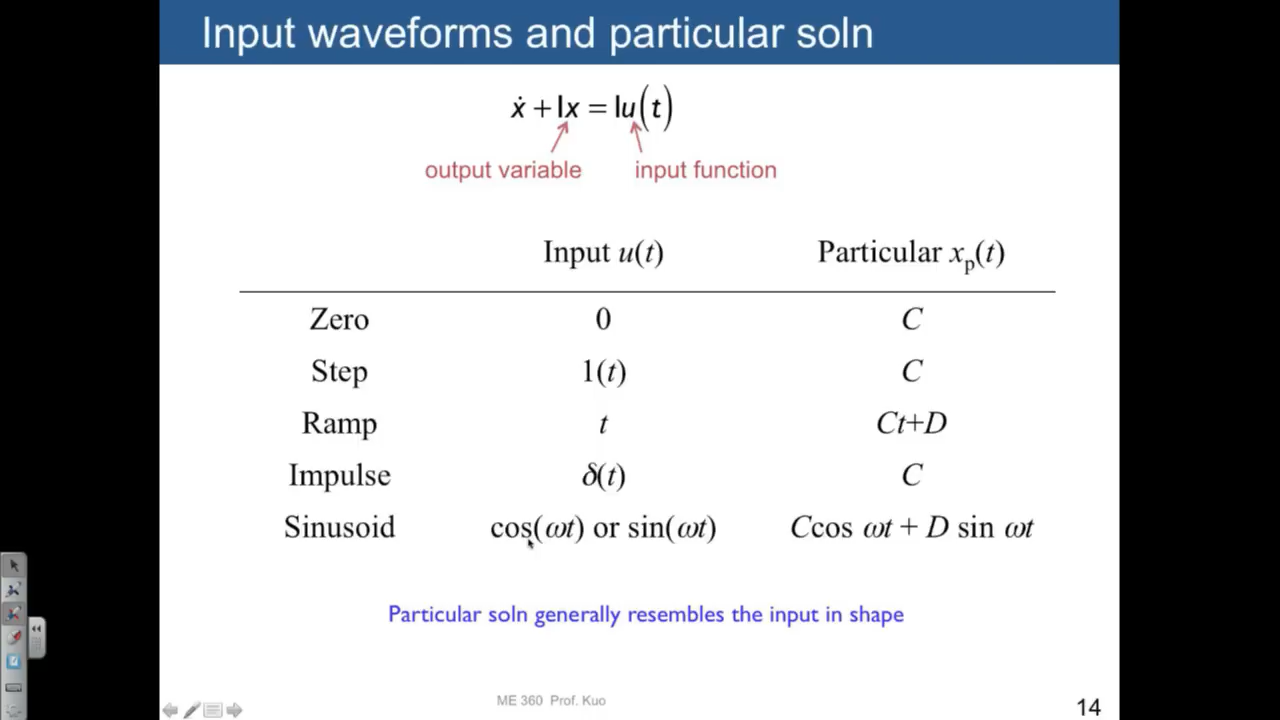 Input waveforms and particular soln
ẋ + lx = lu(t)
output variable input function
Input u(t) Particular xₚ(t)
Zero 0 C
Step 1(t) C
Ramp t Ct+D
Impulse δ(t) C
Sinusoid cos(ωt) or sin(ωt) Ccos ωt + D sin ωt
Particular soln generally resembles the input in shape
ME 360 Prof. Kuo
14